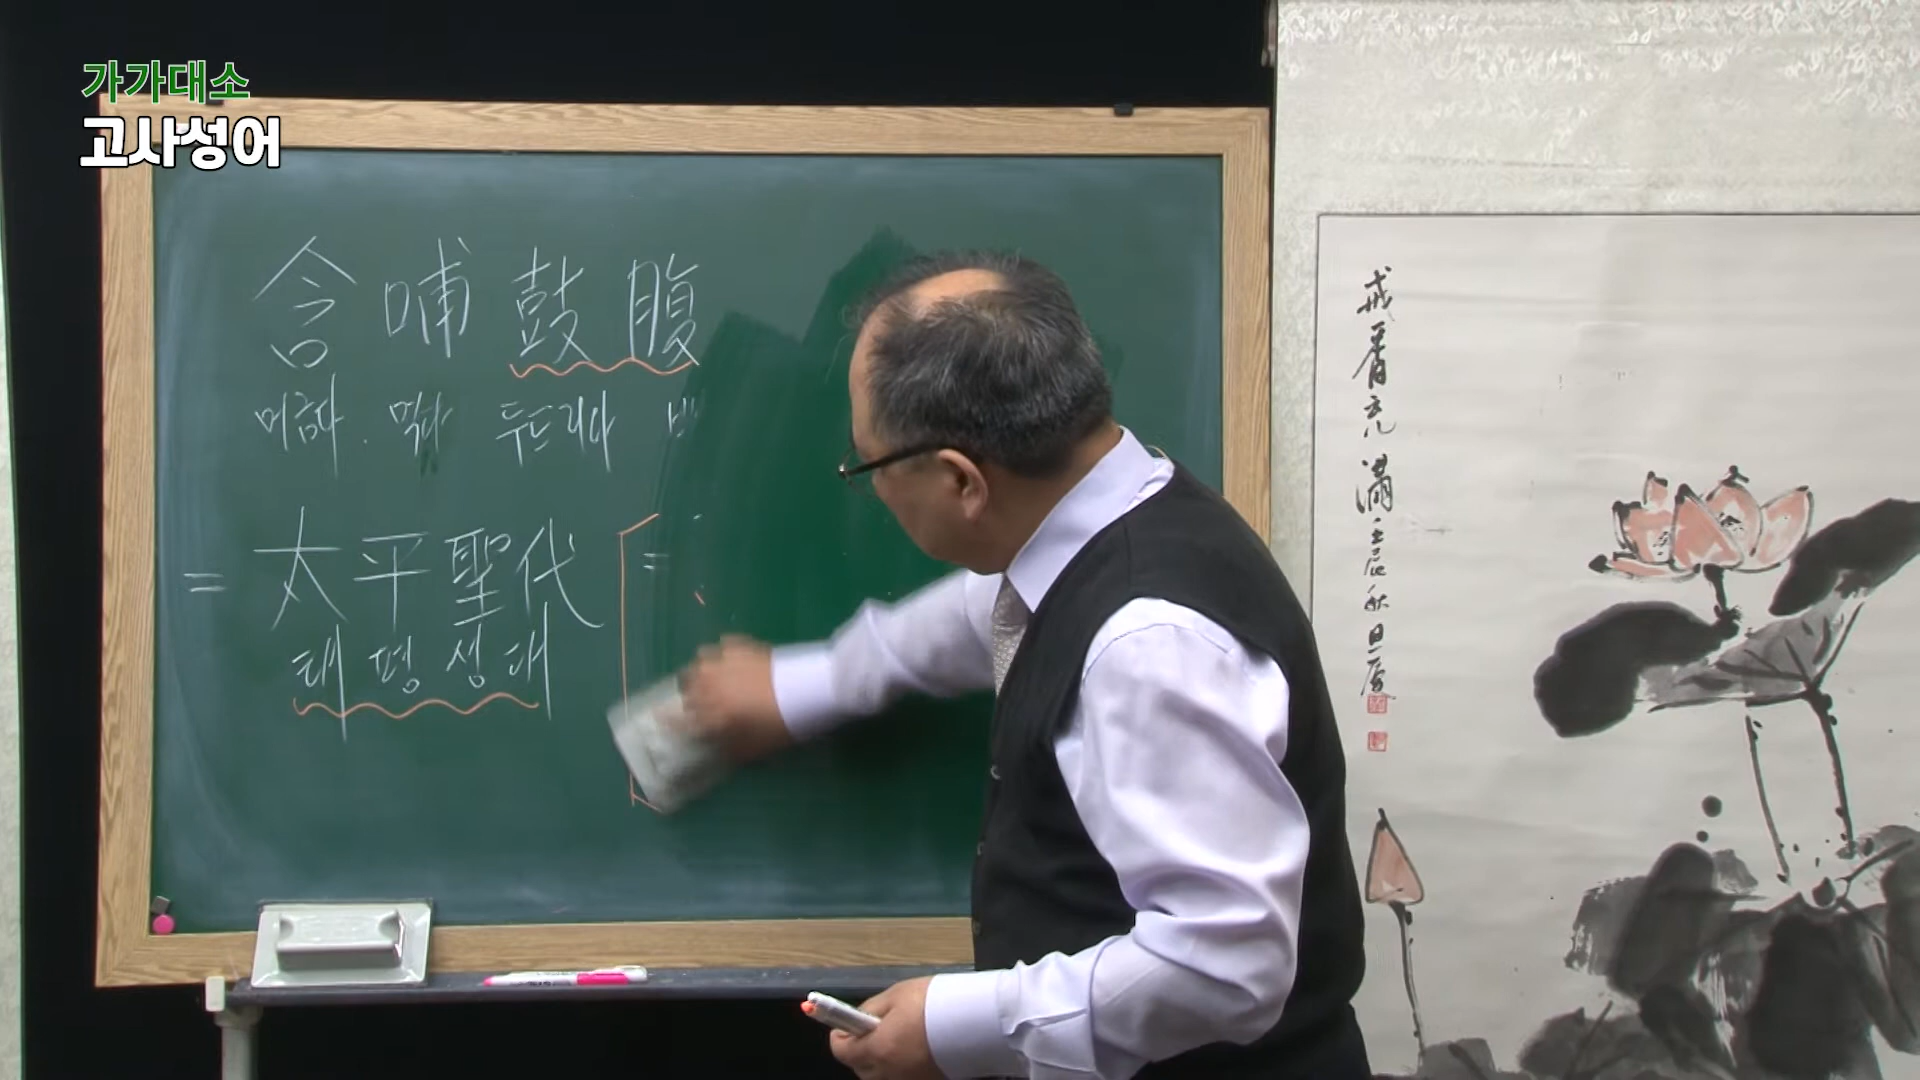 가가대소
고사성어
含哺鼓腹
머금다. 먹다 두드리다
= 太平聖代 =
태평성대